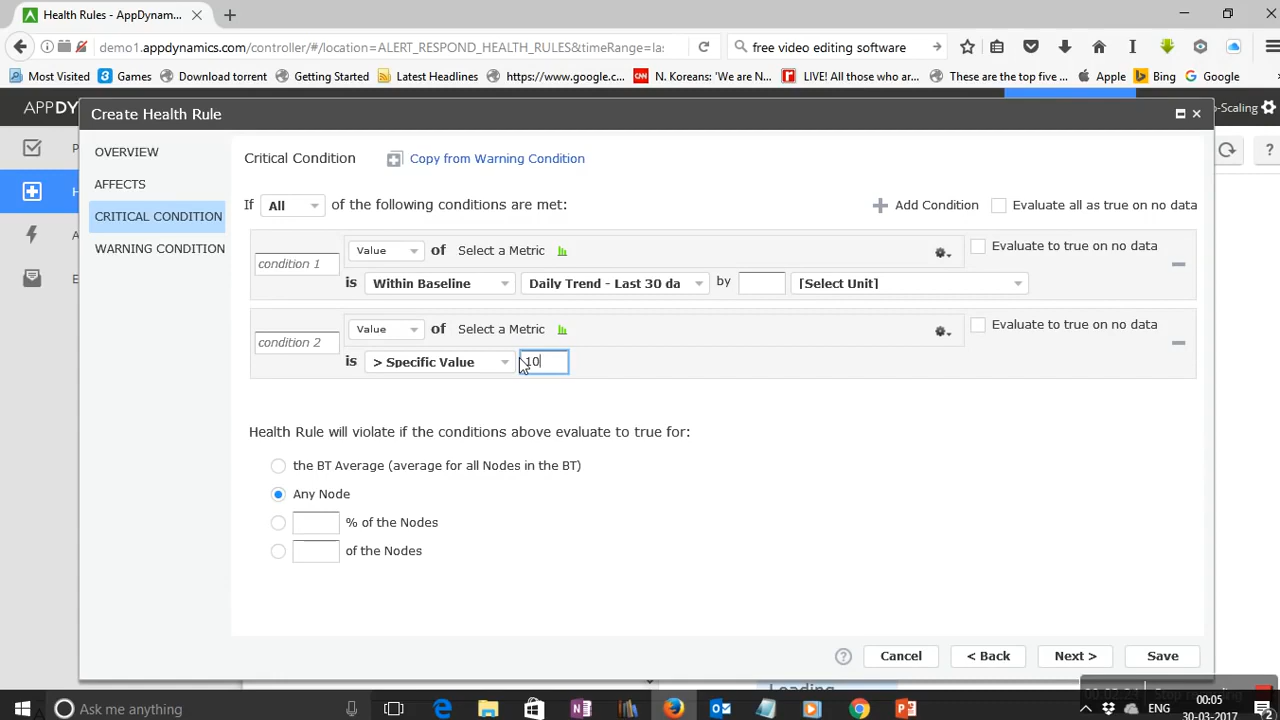 Health Rules - AppDynam...
demo1.appdynamics.com/controller/#/location=ALERT_RESPOND_HEALTH_RULES&timeRange=la:
free video editing software
Most Visited
Games
Download torrent
Getting Started
Latest Headlines
https://www.google.c...
N. Koreans: 'We are N...
LIVE! All those who ar...
These are the top five ...
Apple
Bing
Google
APPDY
o-Scaling
Create Health Rule
OVERVIEW
AFFECTS
CRITICAL CONDITION
WARNING CONDITION
Critical Condition
Copy from Warning Condition
If All of the following conditions are met:
Add Condition
Evaluate all as true on no data
condition 1
Value of Select a Metric
Evaluate to true on no data
is Within Baseline Daily Trend - Last 30 da by [Select Unit]
condition 2
Value of Select a Metric
Evaluate to true on no data
is > Specific Value 10
Health Rule will violate if the conditions above evaluate to true for:
the BT Average (average for all Nodes in the BT)
Any Node
% of the Nodes
of the Nodes
Cancel
< Back
Next >
Save
Loading
Stop recording
Ask me anything
ENG
00:05
30-03-2017